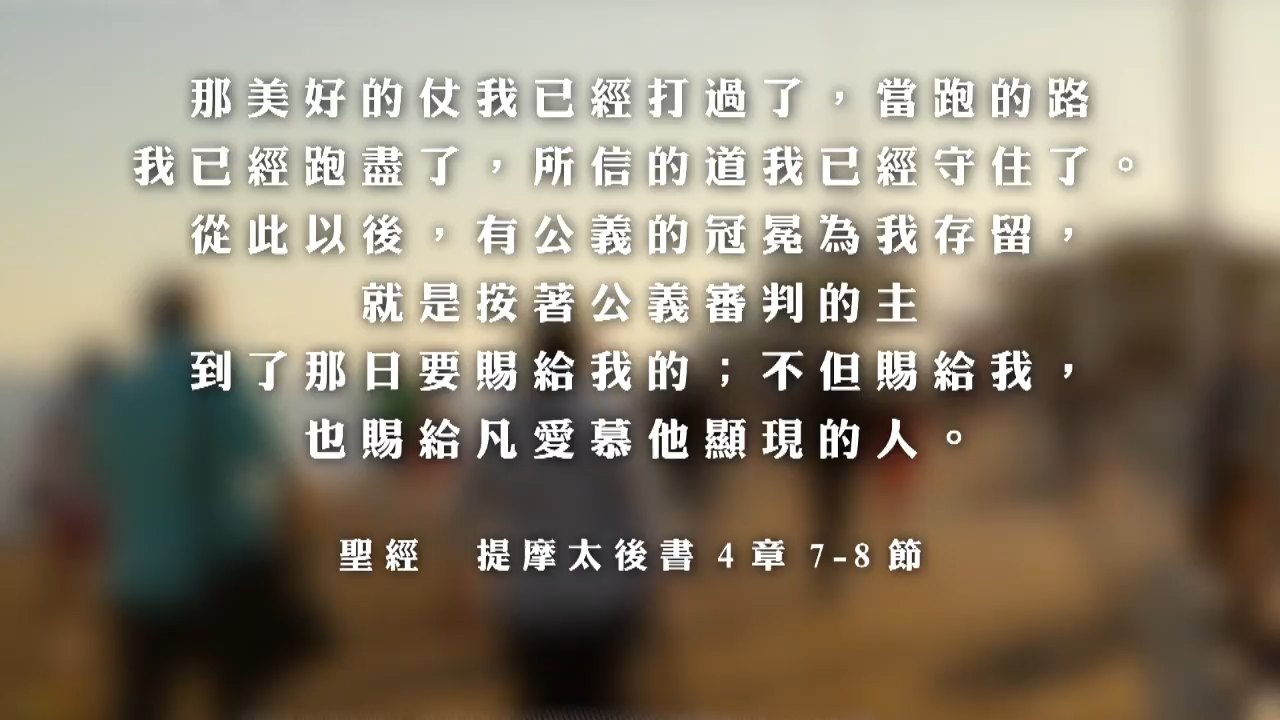 那美好的仗我已經打過了，當跑的路
我已經跑盡了，所信的道我已經守住了。
從此以後，有公義的冠冕為我存留，
就是按著公義審判的主
到了那日要賜給我的；不但賜給我，
也賜給凡愛慕他顯現的人。
聖經　提摩太後書 4 章 7-8 節